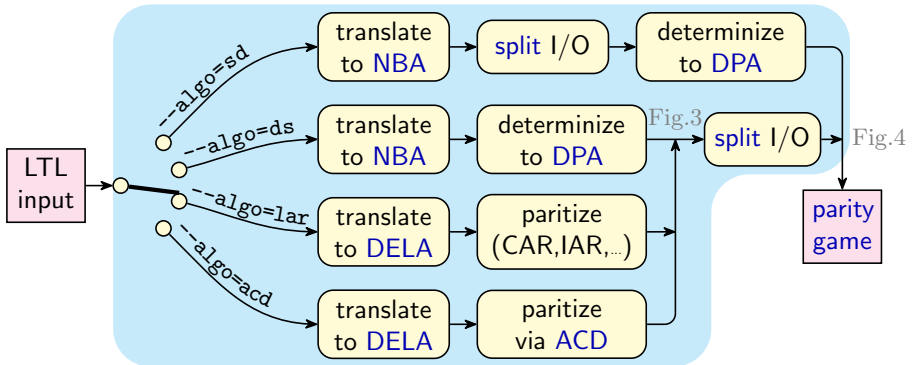 LTL
input
--algo=sd
translate
to NBA
split I/O
determinize
to DPA
--algo=ds
translate
to NBA
determinize
to DPA
Fig.3
split I/O
Fig.4
--algo=lar
translate
to DELA
paritize
(CAR,IAR,...)
parity
game
--algo=acd
translate
to DELA
paritize
via ACD